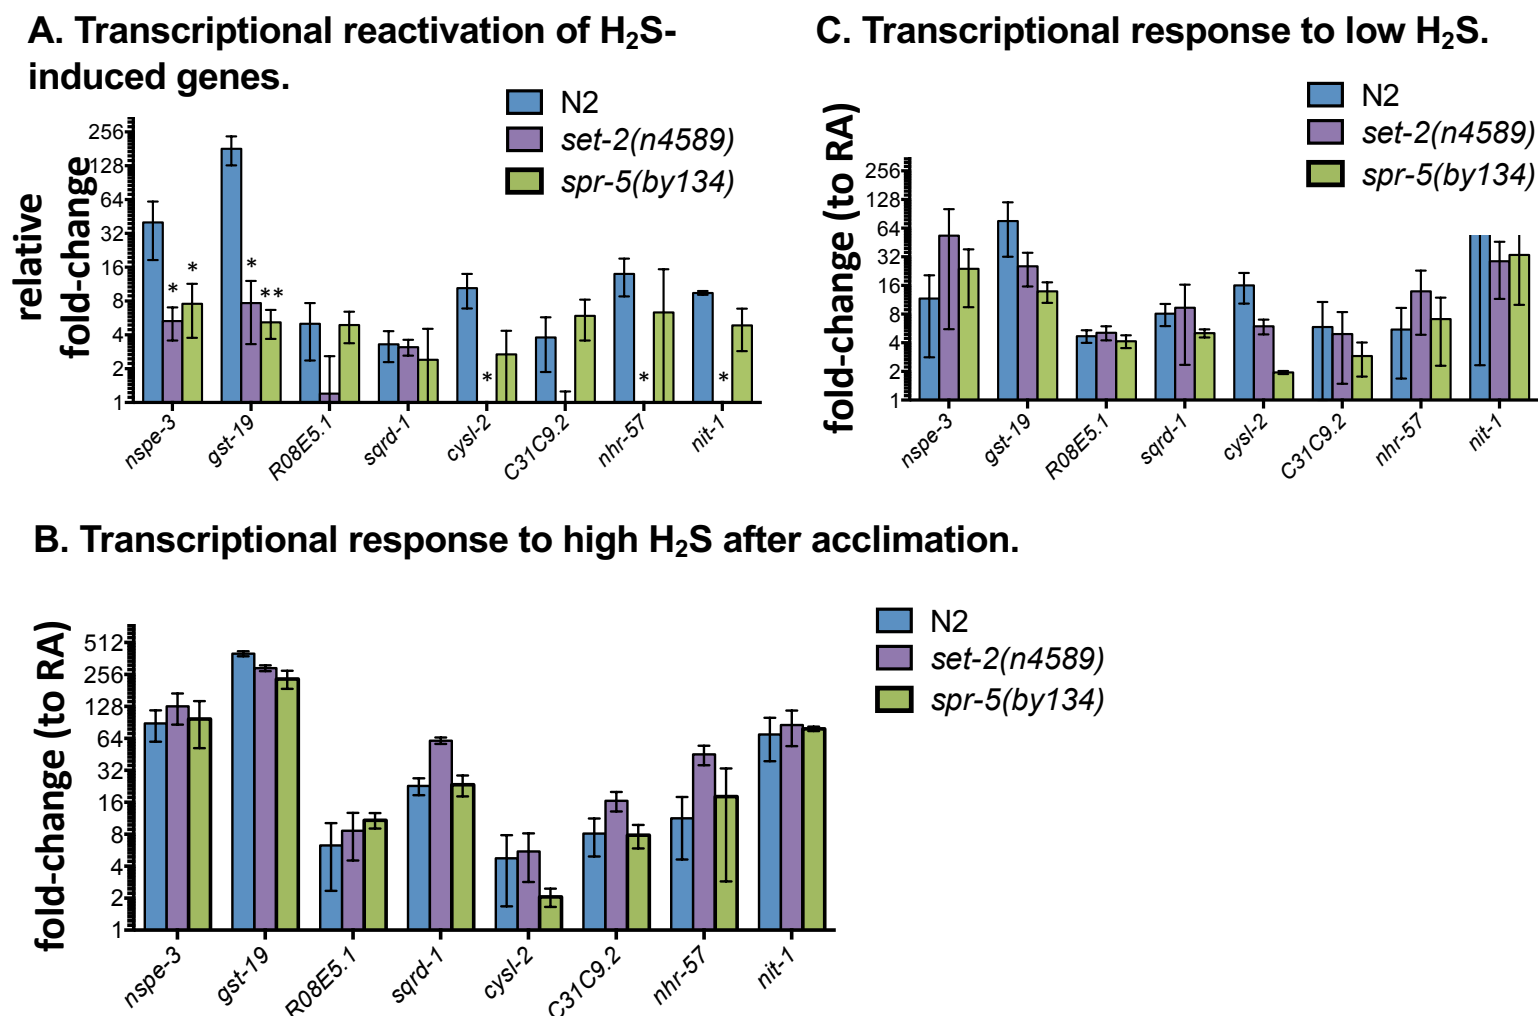 A. Transcriptional reactivation of H₂S-
induced genes.
N2
set-2(n4589)
spr-5(by134)
relative
fold-change
256
128
64
32
16
8
4
2
1
*
*
*
**
*
*
*
nspe-3
gst-19
R08E5.1
sqrd-1
cysl-2
C31C9.2
nhr-57
nit-1
C. Transcriptional response to low H₂S.
N2
set-2(n4589)
spr-5(by134)
fold-change (to RA)
256
128
64
32
16
8
4
2
1
nspe-3
gst-19
R08E5.1
sqrd-1
cysl-2
C31C9.2
nhr-57
nit-1
B. Transcriptional response to high H₂S after acclimation.
N2
set-2(n4589)
spr-5(by134)
fold-change (to RA)
512
256
128
64
32
16
8
4
2
1
nspe-3
gst-19
R08E5.1
sqrd-1
cysl-2
C31C9.2
nhr-57
nit-1